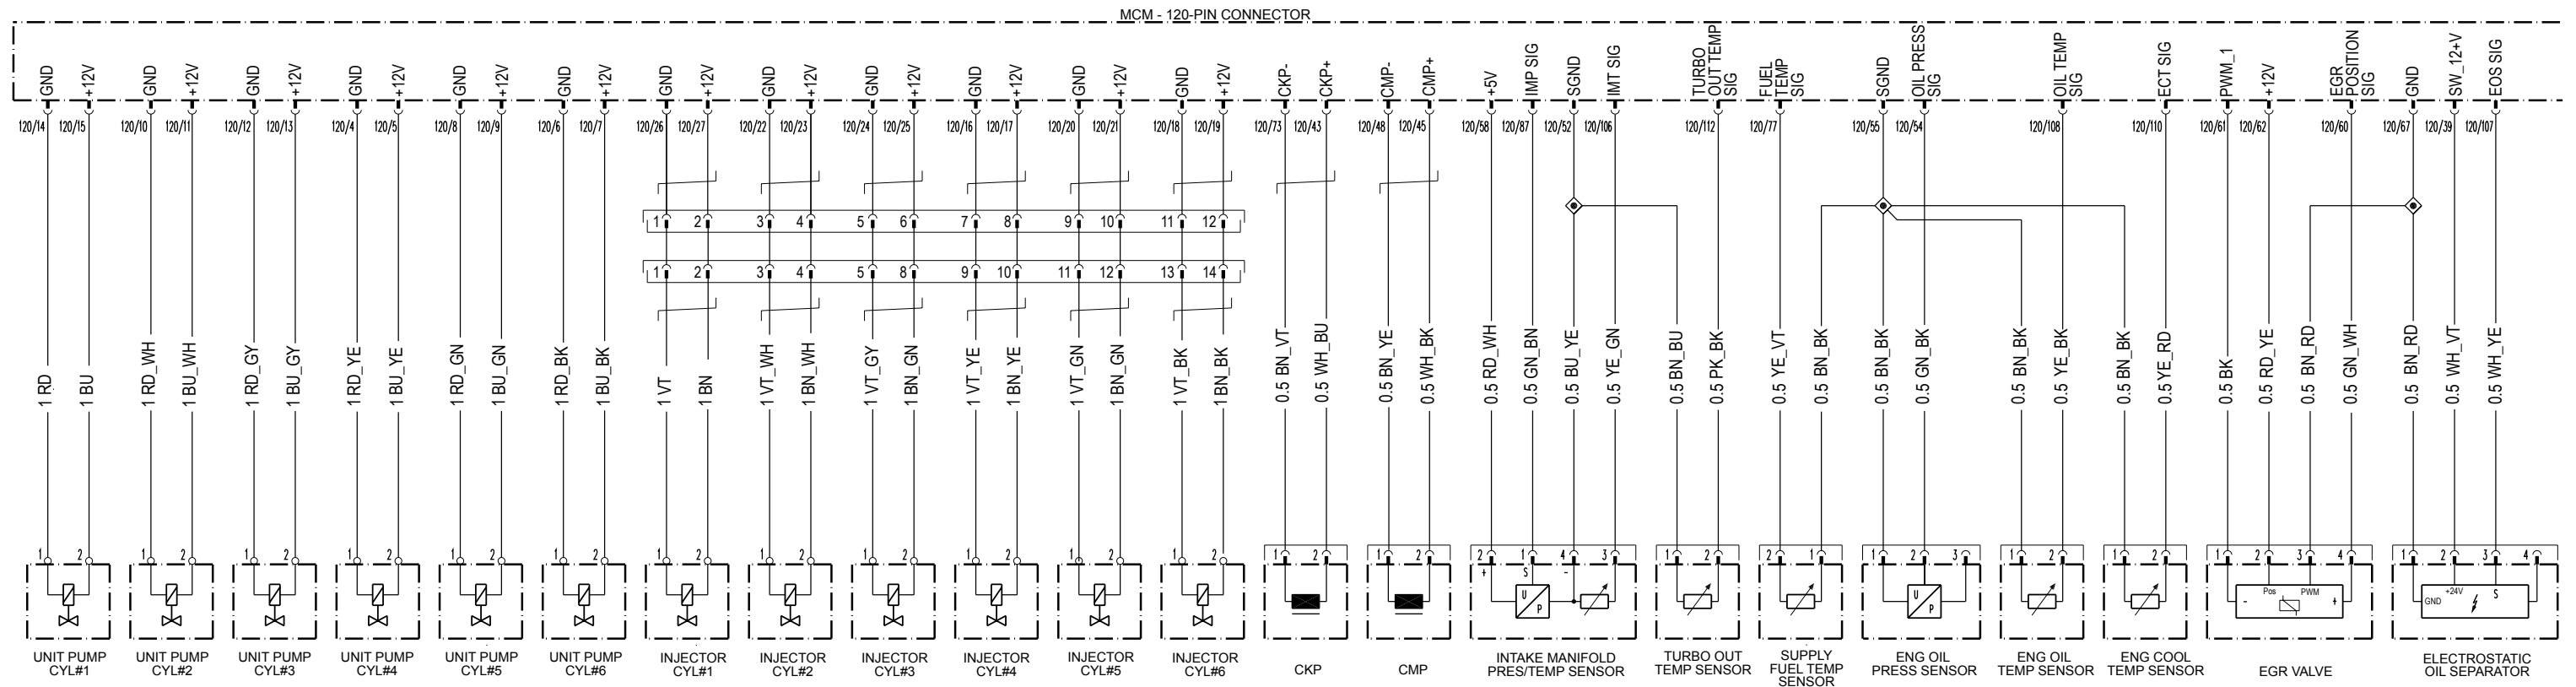 MCM - 120-PIN CONNECTOR
GND +12V GND +12V GND +12V GND +12V GND +12V GND +12V GND +12V GND +12V GND +12V GND +12V GND +12V GND +12V CKP- CKP+ CMP- CMP+ +5V IMP SIG SGND IMT SIG
TURBO
OUT TEMP
SIG
FUEL
TEMP
SIG
SGND
OIL PRESS
SIG
OIL TEMP
SIG
ECT SIG
PWM_1
+12V
EGR
POSITION
SIG
GND
SW_12+V
EOS SIG
120/14 120/15 120/10 120/11 120/12 120/13 120/4 120/5 120/8 120/9 120/6 120/7 120/26 120/27 120/22 120/23 120/24 120/25 120/16 120/17 120/20 120/21 120/18 120/19 120/73 120/43 120/48 120/45 120/58 120/87 120/52 120/106 120/112 120/77 120/55 120/54 120/108 120/110 120/61 120/62 120/60 120/67 120/39 120/107
1 2 3 4 5 6 7 8 9 10 11 12
1 2 3 4 5 8 9 10 11 12 13 14
1 RD 1 BU 1 RD_WH 1 BU_WH 1 RD_GY 1 BU_GY 1 RD_YE 1 BU_YE 1 RD_GN 1 BU_GN 1 RD_BK 1 BU_BK 1 VT 1 BN 1 VT_WH 1 BN_WH 1 VT_GY 1 BN_GN 1 VT_YE 1 BN_YE 1 VT_GN 1 BN_GN 1 VT_BK 1 BN_BK 0.5 BN_VT 0.5 WH_BU 0.5 BN_YE 0.5 WH_BK 0.5 RD_WH 0.5 GN_BN 0.5 BU_YE 0.5 YE_GN 0.5 BN_BU 0.5 PK_BK 0.5 YE_VT 0.5 BN_BK 0.5 BN_BK 0.5 GN_BK 0.5 BN_BK 0.5 YE_BK 0.5 BN_BK 0.5 YE_RD 0.5 BK 0.5 RD_YE 0.5 BN_RD 0.5 GN_WH 0.5 BN_RD 0.5 WH_VT 0.5 WH_YE
1 2 1 2 1 2 1 2 1 2 1 2 1 2 1 2 1 2 1 2 1 2 1 2 1 2 1 2 2 1 4 3 1 2 2 1 1 2 3 1 2 1 2 1 2 3 4 1 2 3 4
+ S -
U P
U P
Pos PWM
- +
+24V S
GND
UNIT PUMP
CYL#1
UNIT PUMP
CYL#2
UNIT PUMP
CYL#3
UNIT PUMP
CYL#4
UNIT PUMP
CYL#5
UNIT PUMP
CYL#6
INJECTOR
CYL#1
INJECTOR
CYL#2
INJECTOR
CYL#3
INJECTOR
CYL#4
INJECTOR
CYL#5
INJECTOR
CYL#6
CKP
CMP
INTAKE MANIFOLD
PRES/TEMP SENSOR
TURBO OUT
TEMP SENSOR
SUPPLY
FUEL TEMP
SENSOR
ENG OIL
PRESS SENSOR
ENG OIL
TEMP SENSOR
ENG COOL
TEMP SENSOR
EGR VALVE
ELECTROSTATIC
OIL SEPARATOR